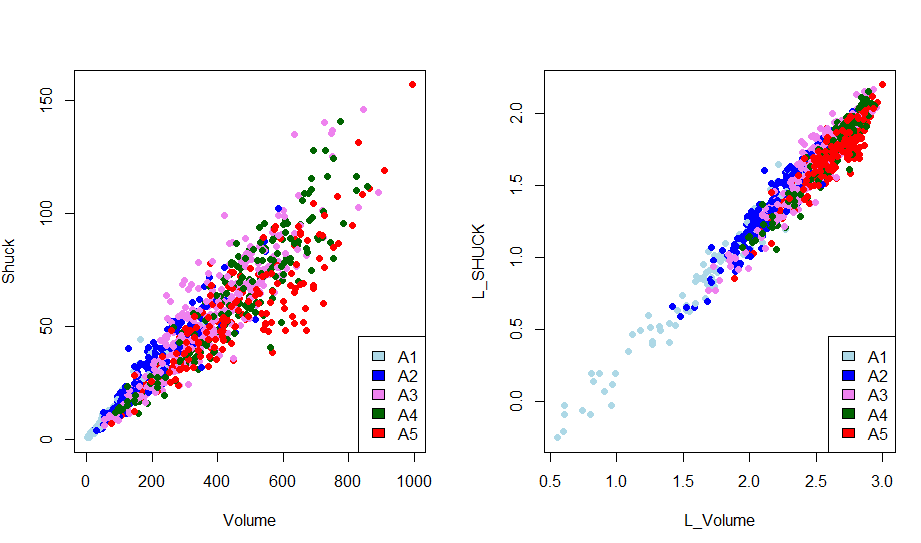 Shuck
150
100
50
0
0 200 400 600 800 1000
Volume
A1
A2
A3
A4
A5
L_SHUCK
2.0
1.5
1.0
0.5
0.0
0.5 1.0 1.5 2.0 2.5 3.0
L_Volume
A1
A2
A3
A4
A5